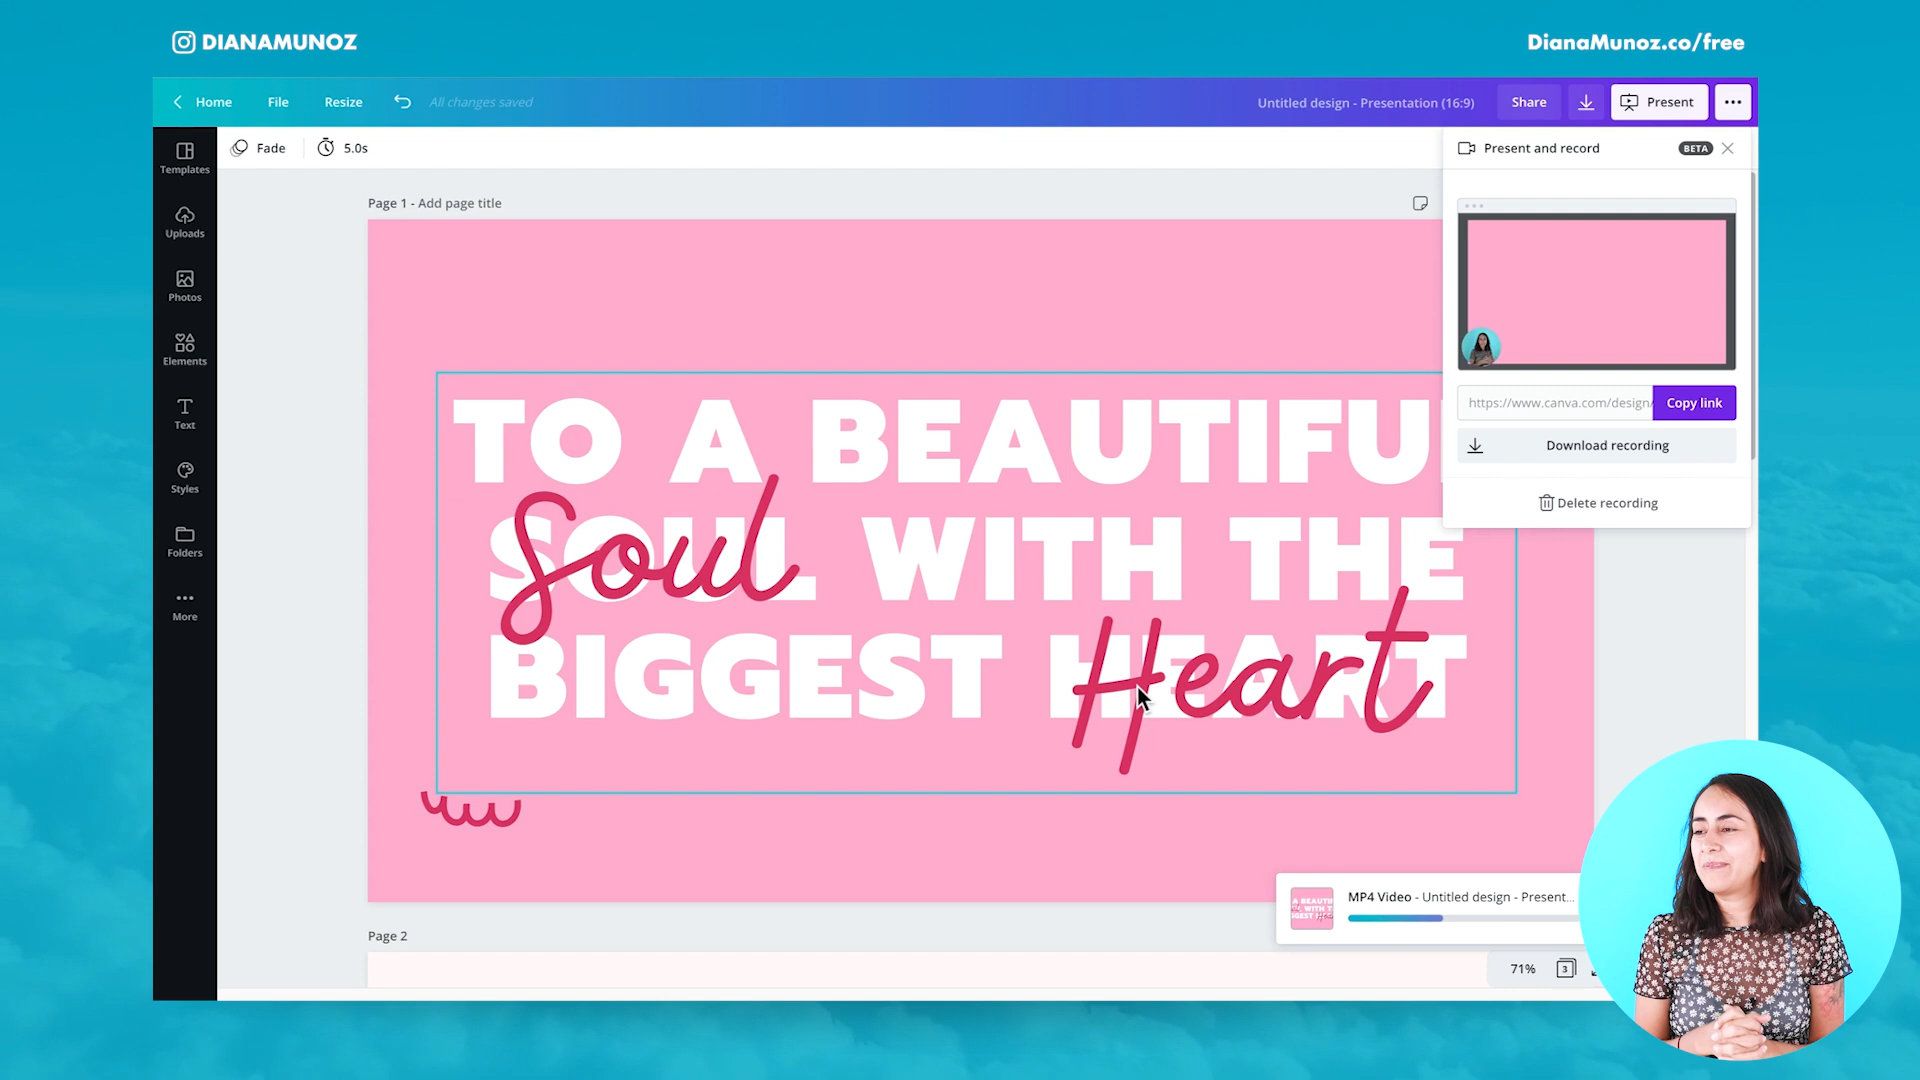 DIANAMUNOZ
DianaMunoz.co/free
Home File Resize All changes saved
Untitled design - Presentation (16:9) Share Present
Fade 5.0s
Templates
Uploads
Photos
Elements
Text
Styles
Folders
More
Page 1 - Add page title
TO A BEAUTIFU
SOUL WITH THE
BIGGEST HEART
Soul
Heart
Present and record BETA
https://www.canva.com/design/ Copy link
Download recording
Delete recording
MP4 Video - Untitled design - Present...
A BEAUTI
Page 2
71% 3